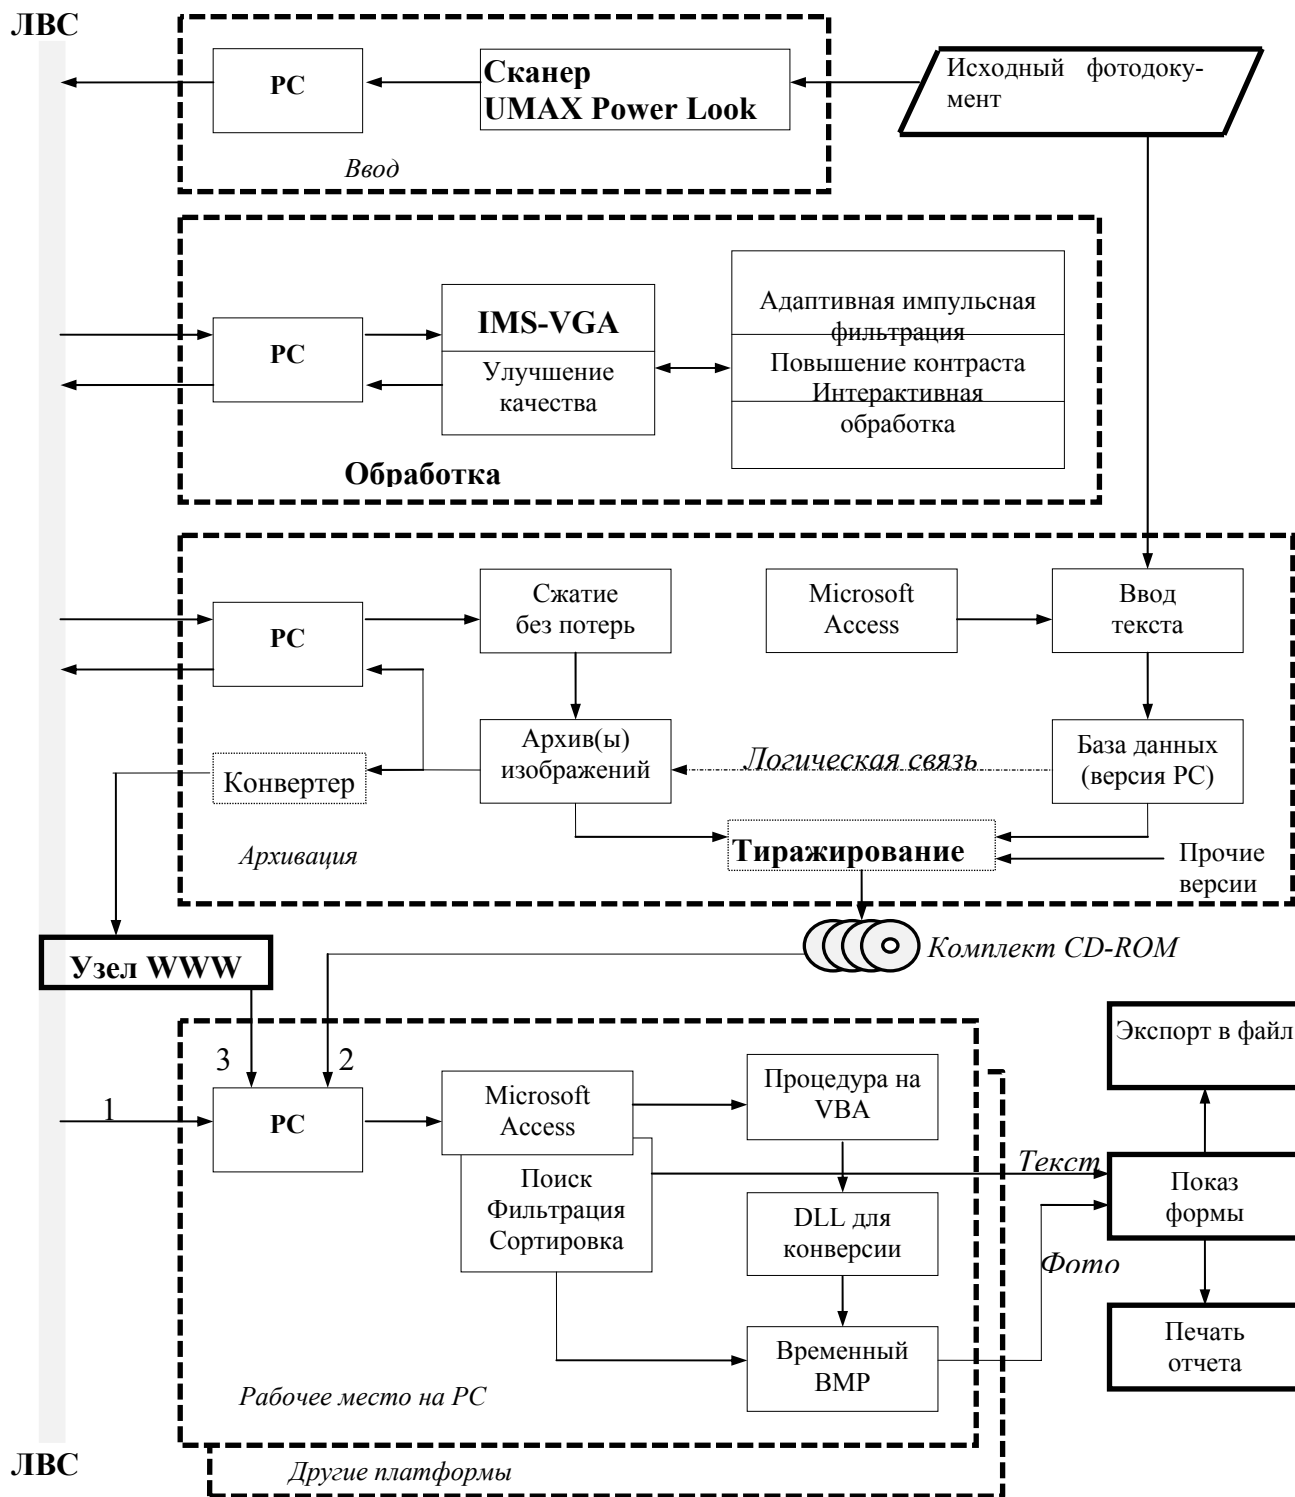 ЛВС
PC
Сканер
UMAX Power Look
Исходный фотодоку-
мент
Ввод
PC
IMS-VGA
Улучшение
качества
Адаптивная импульсная
фильтрация
Повышение контраста
Интерактивная
обработка
Обработка
PC
Сжатие
без потерь
Microsoft
Access
Ввод
текста
Конвертер
Архив(ы)
изображений
Логическая связь
База данных
(версия PC)
Архивация
Тиражирование
Прочие
версии
Узел WWW
Комплект CD-ROM
3
2
1
PC
Microsoft
Access
Поиск
Фильтрация
Сортировка
Процедура на
VBA
DLL для
конверсии
Временный
BMP
Текст
Фото
Экспорт в файл
Показ
формы
Печать
отчета
Рабочее место на PC
Другие платформы
ЛВС